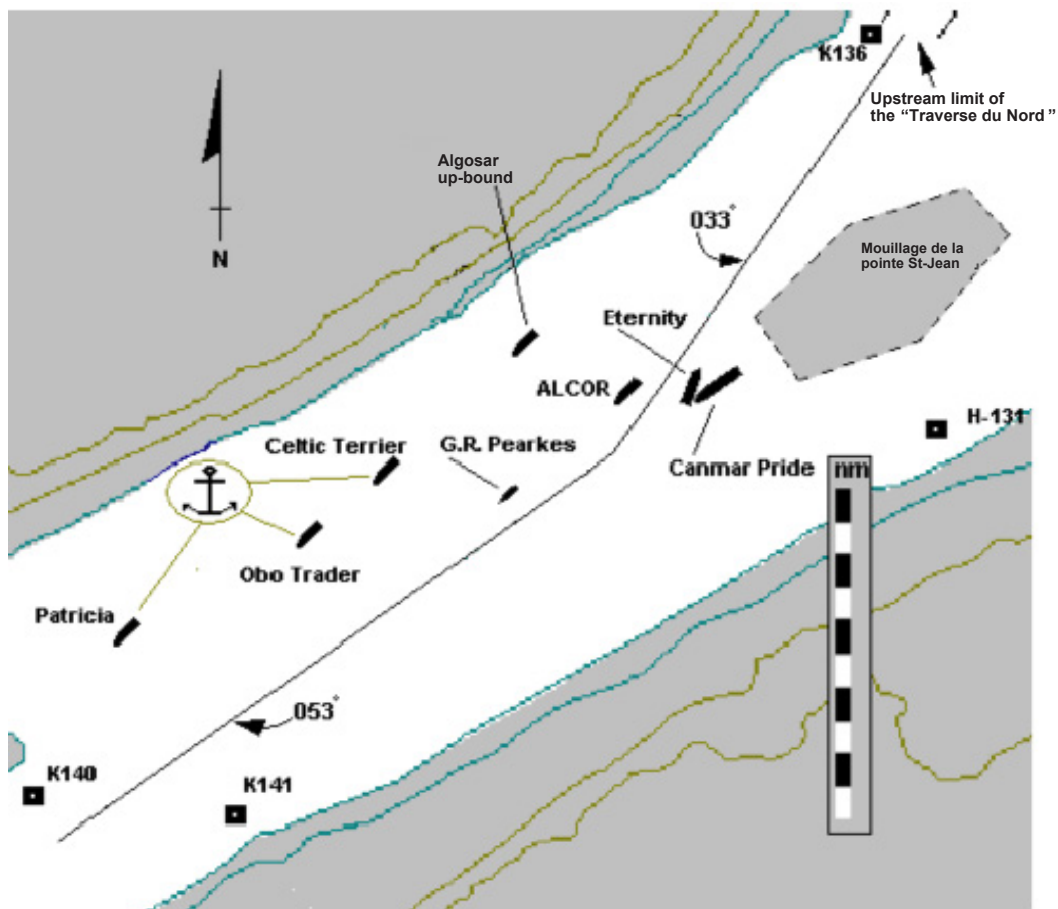 K136
Upstream limit of
the “Traverse du Nord”
Algosar
up-bound
033°
Mouillage de la
pointe St-Jean
N
Eternity
ALCOR
H-131
Celtic Terrier
G.R. Pearkes
Canmar Pride
nm
Obo Trader
Patricia
053°
K140
K141